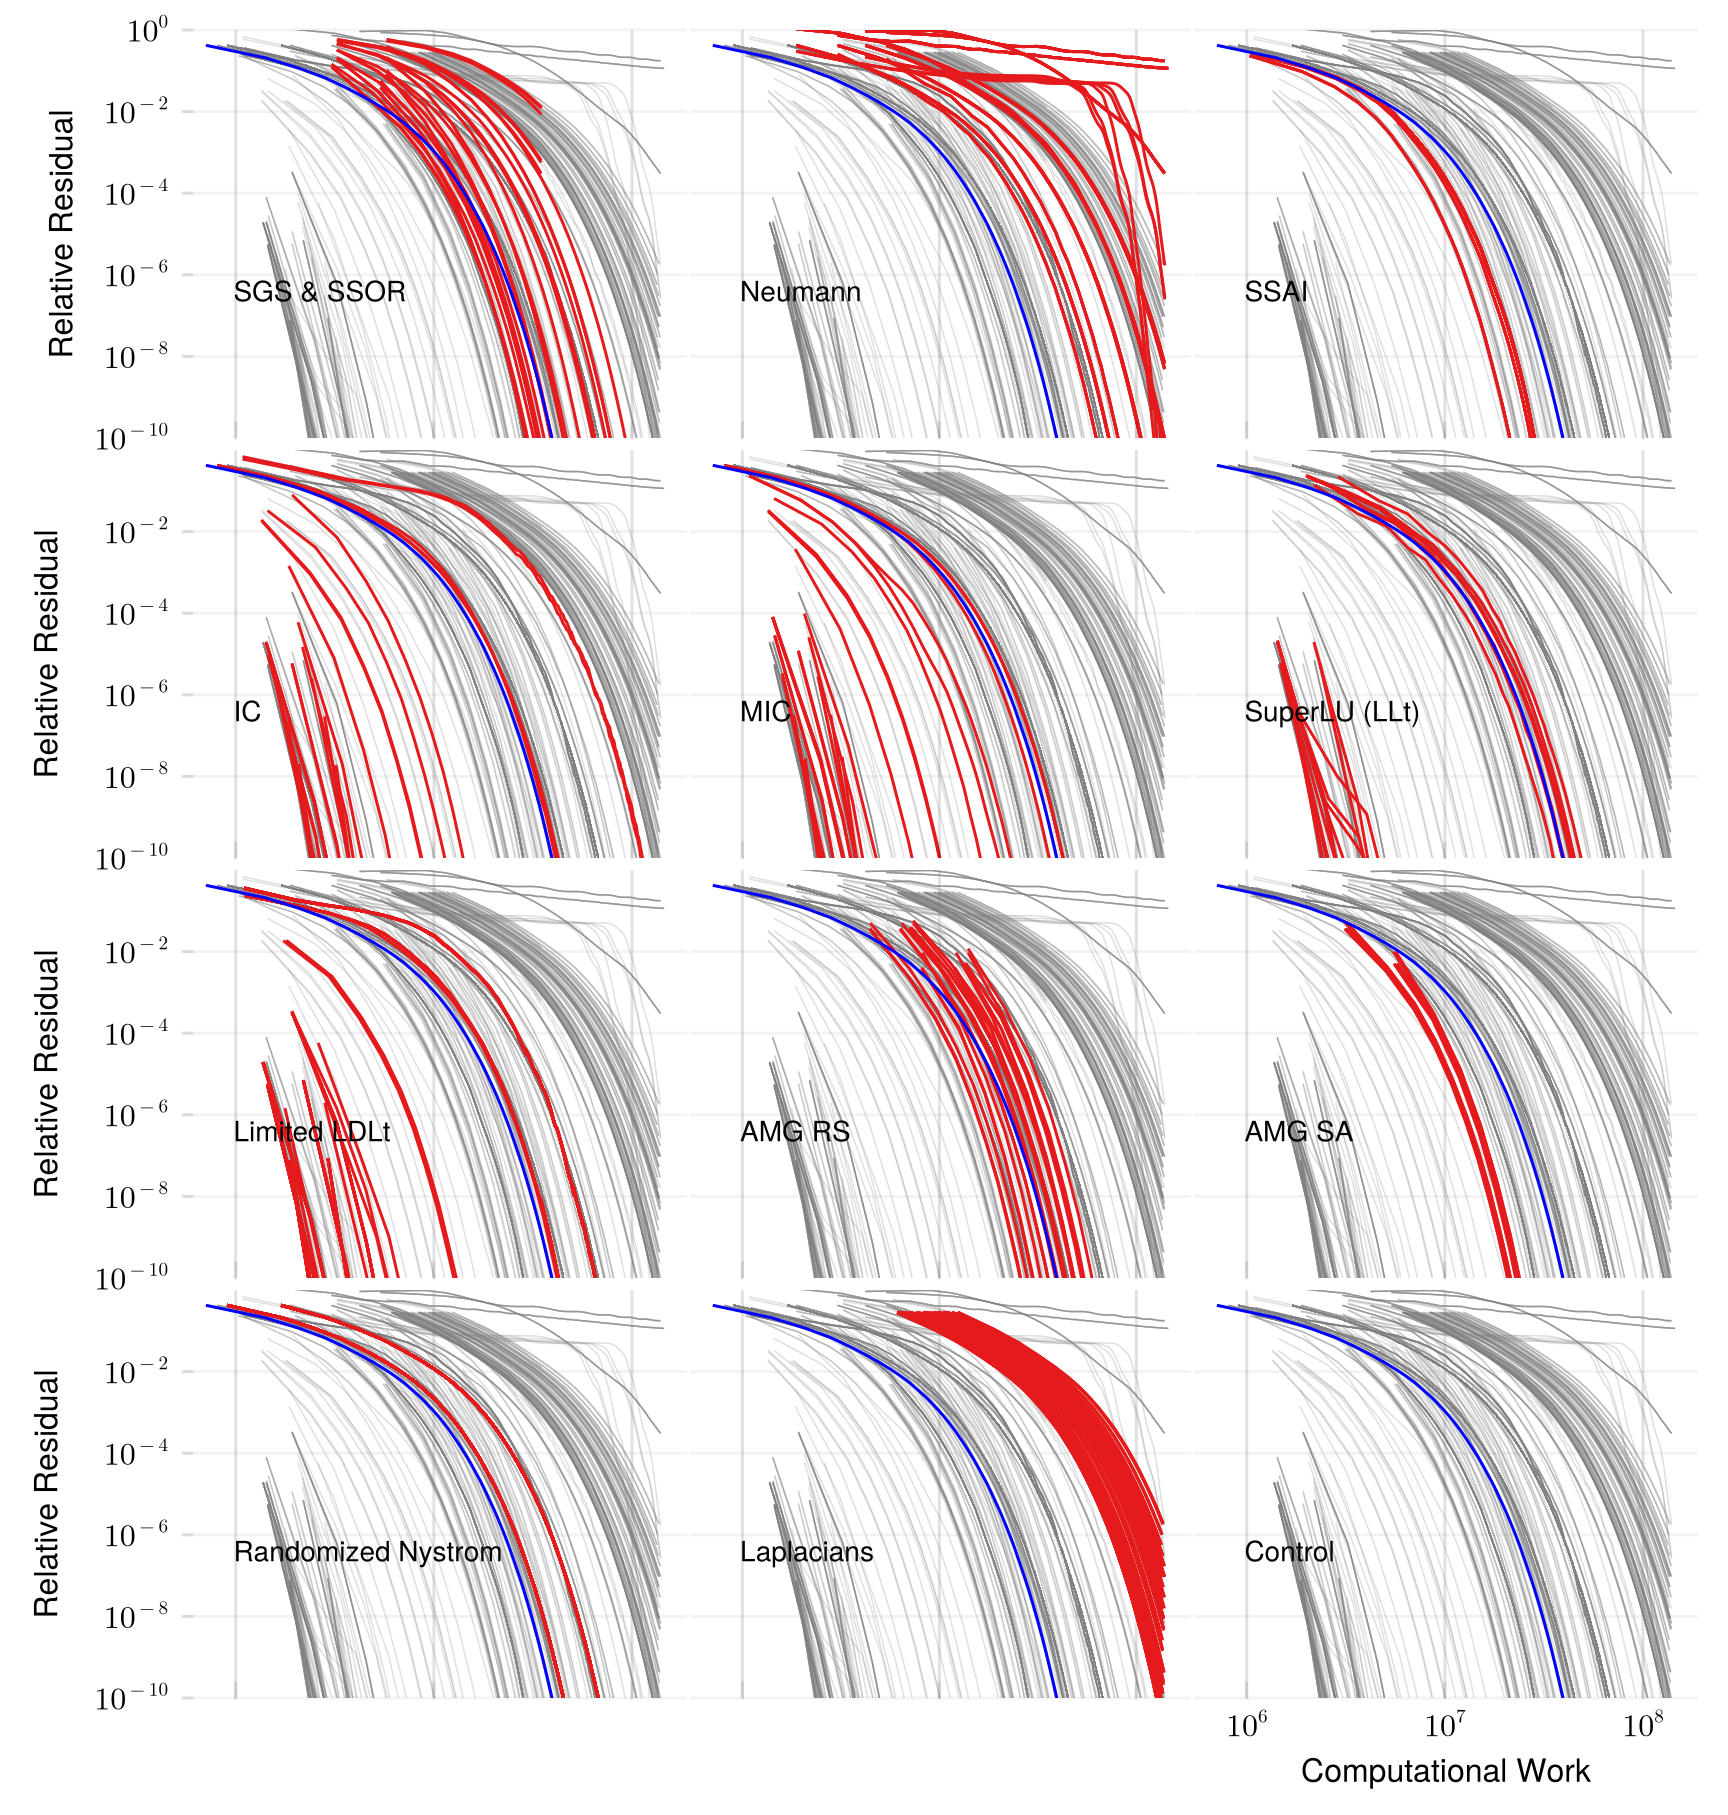 10^0
10^−2
10^−4
10^−6
10^−8
10^−10
Relative Residual
SGS & SSOR
Neumann
SSAI
10^−2
10^−4
10^−6
10^−8
10^−10
Relative Residual
IC
MIC
SuperLU (LLt)
10^−2
10^−4
10^−6
10^−8
10^−10
Relative Residual
Limited LDLt
AMG RS
AMG SA
10^−2
10^−4
10^−6
10^−8
10^−10
Relative Residual
Randomized Nystrom
Laplacians
Control
10^6 10^7 10^8
Computational Work